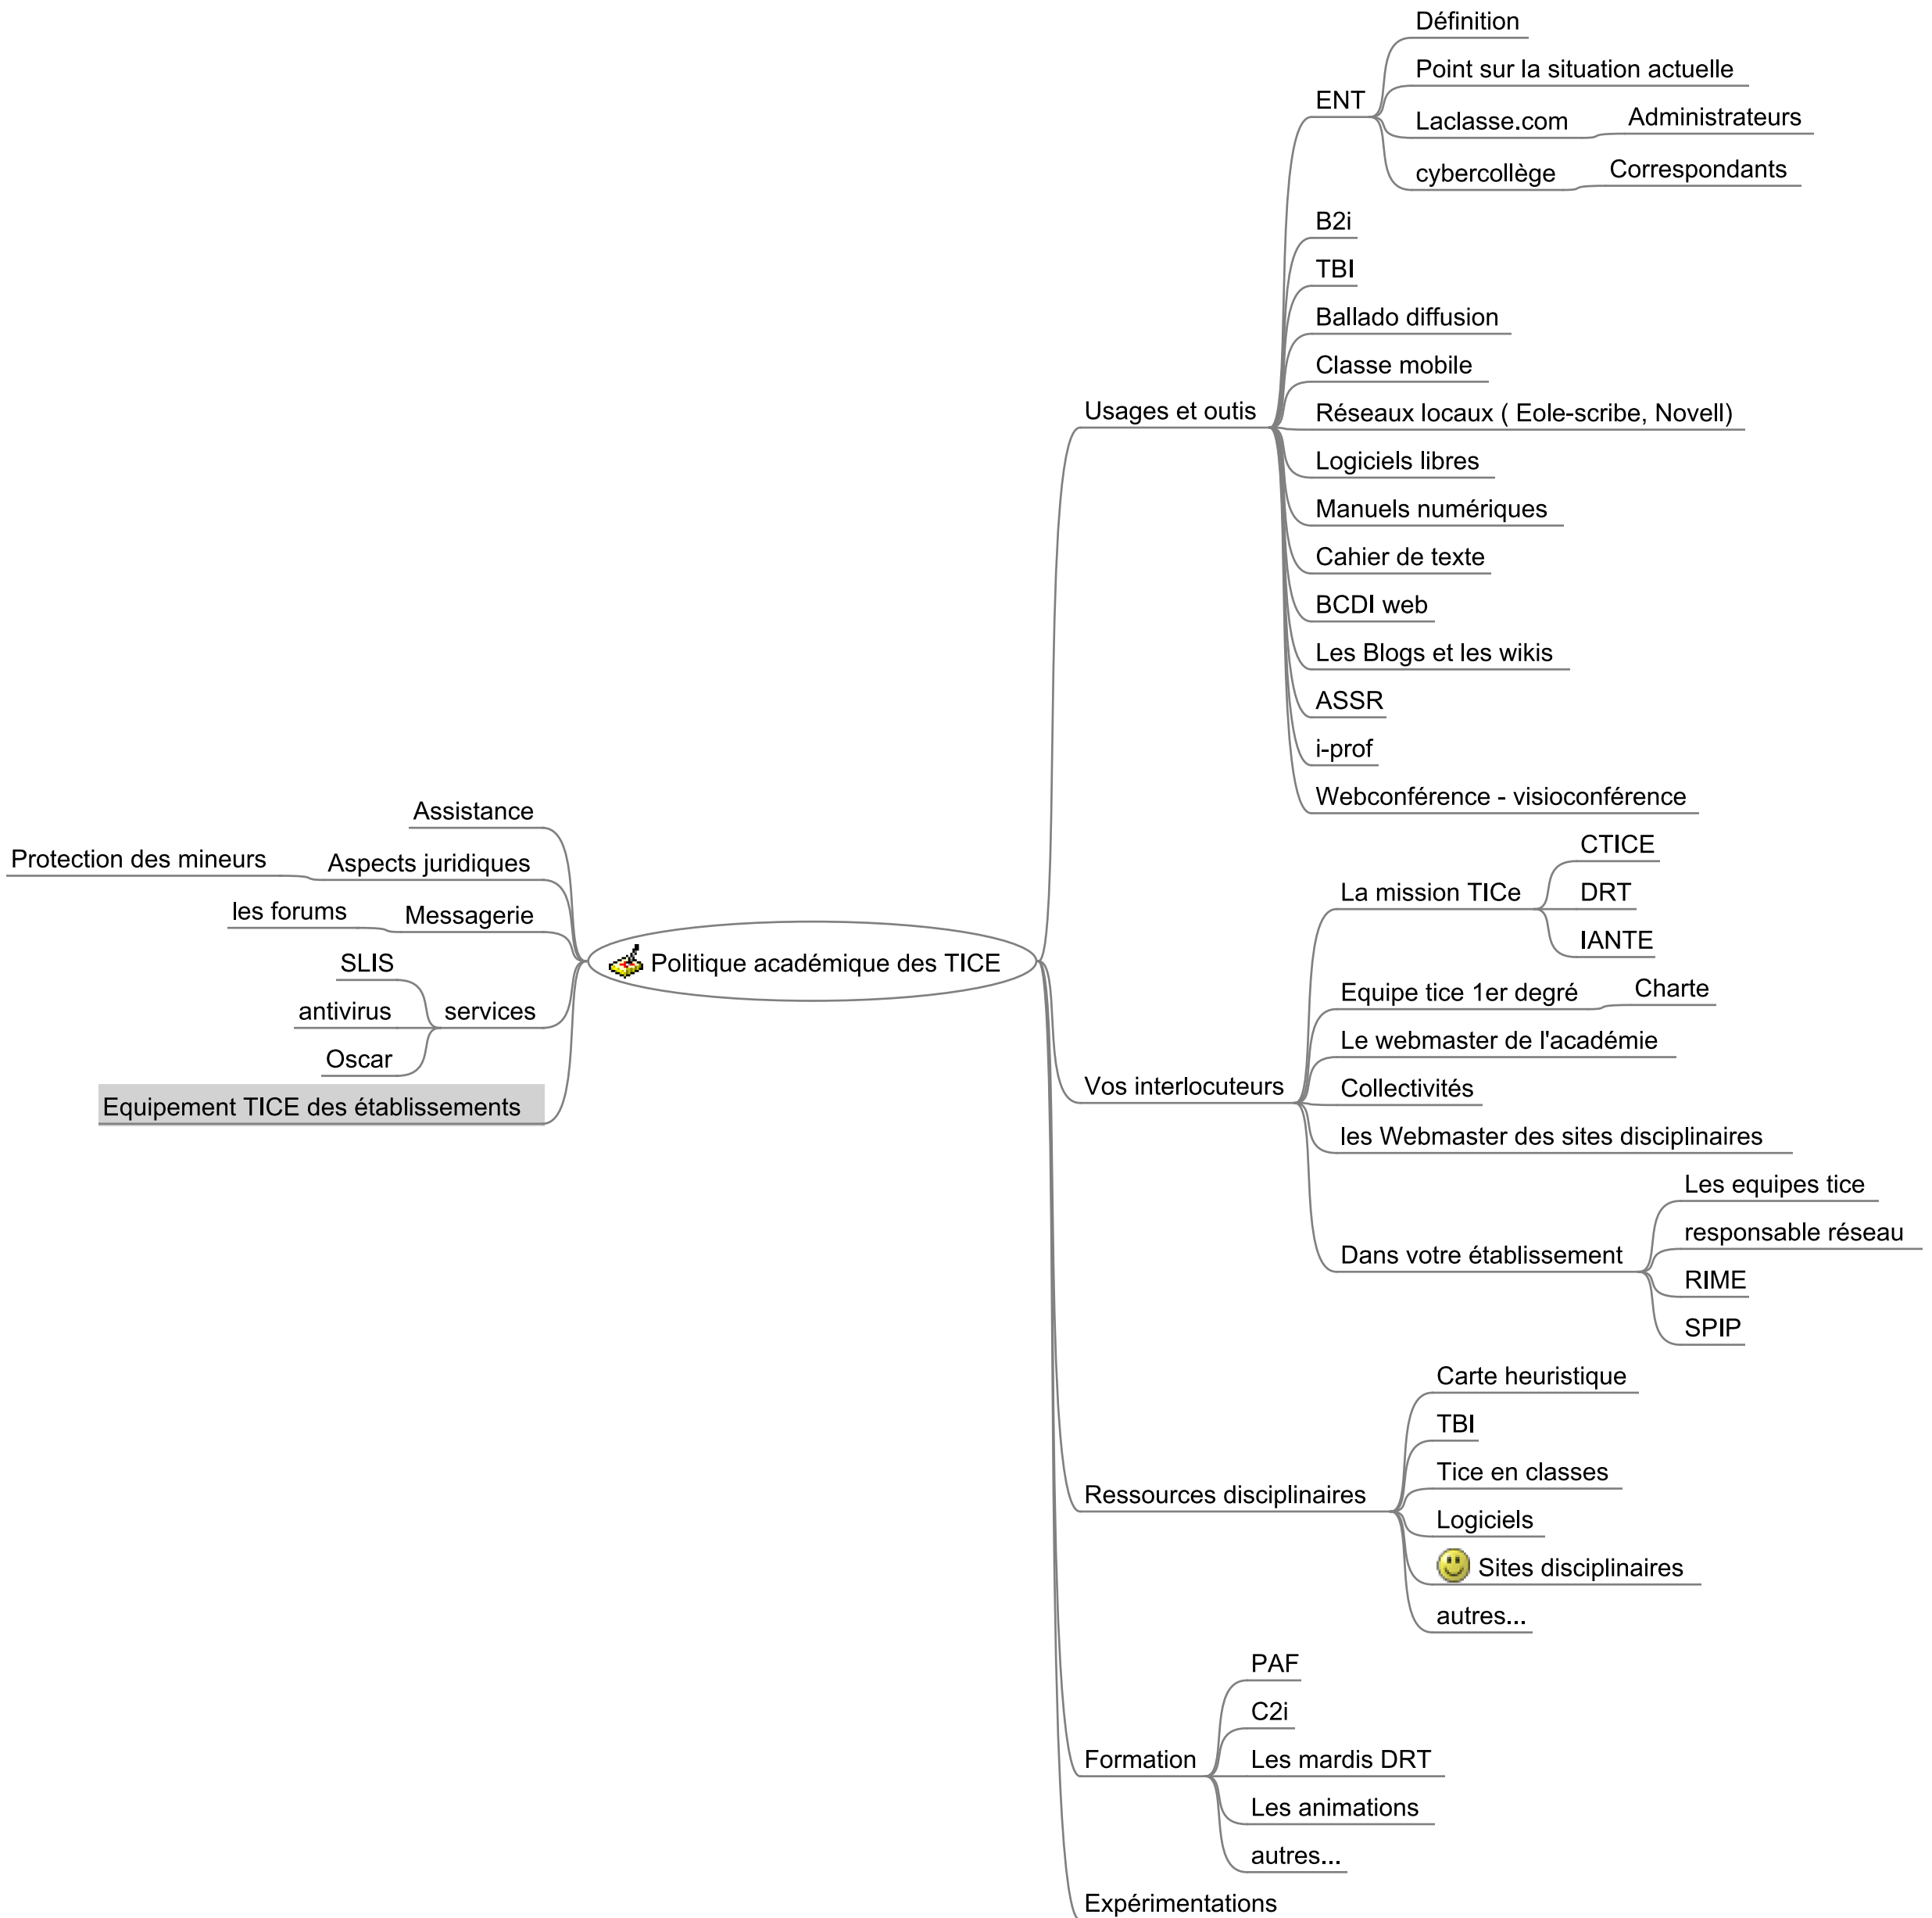 Politique académique des TICE
Usages et outis
ENT
Définition
Point sur la situation actuelle
Laclasse.com
Administrateurs
cybercollège
Correspondants
B2i
TBI
Ballado diffusion
Classe mobile
Réseaux locaux ( Eole-scribe, Novell)
Logiciels libres
Manuels numériques
Cahier de texte
BCDI web
Les Blogs et les wikis
ASSR
i-prof
Webconférence - visioconférence
Vos interlocuteurs
La mission TICe
CTICE
DRT
IANTE
Equipe tice 1er degré
Charte
Le webmaster de l'académie
Collectivités
les Webmaster des sites disciplinaires
Dans votre établissement
Les equipes tice
responsable réseau
RIME
SPIP
Ressources disciplinaires
Carte heuristique
TBI
Tice en classes
Logiciels
Sites disciplinaires
autres...
Formation
PAF
C2i
Les mardis DRT
Les animations
autres...
Expérimentations
Assistance
Aspects juridiques
Protection des mineurs
Messagerie
les forums
services
SLIS
antivirus
Oscar
Equipement TICE des établissements